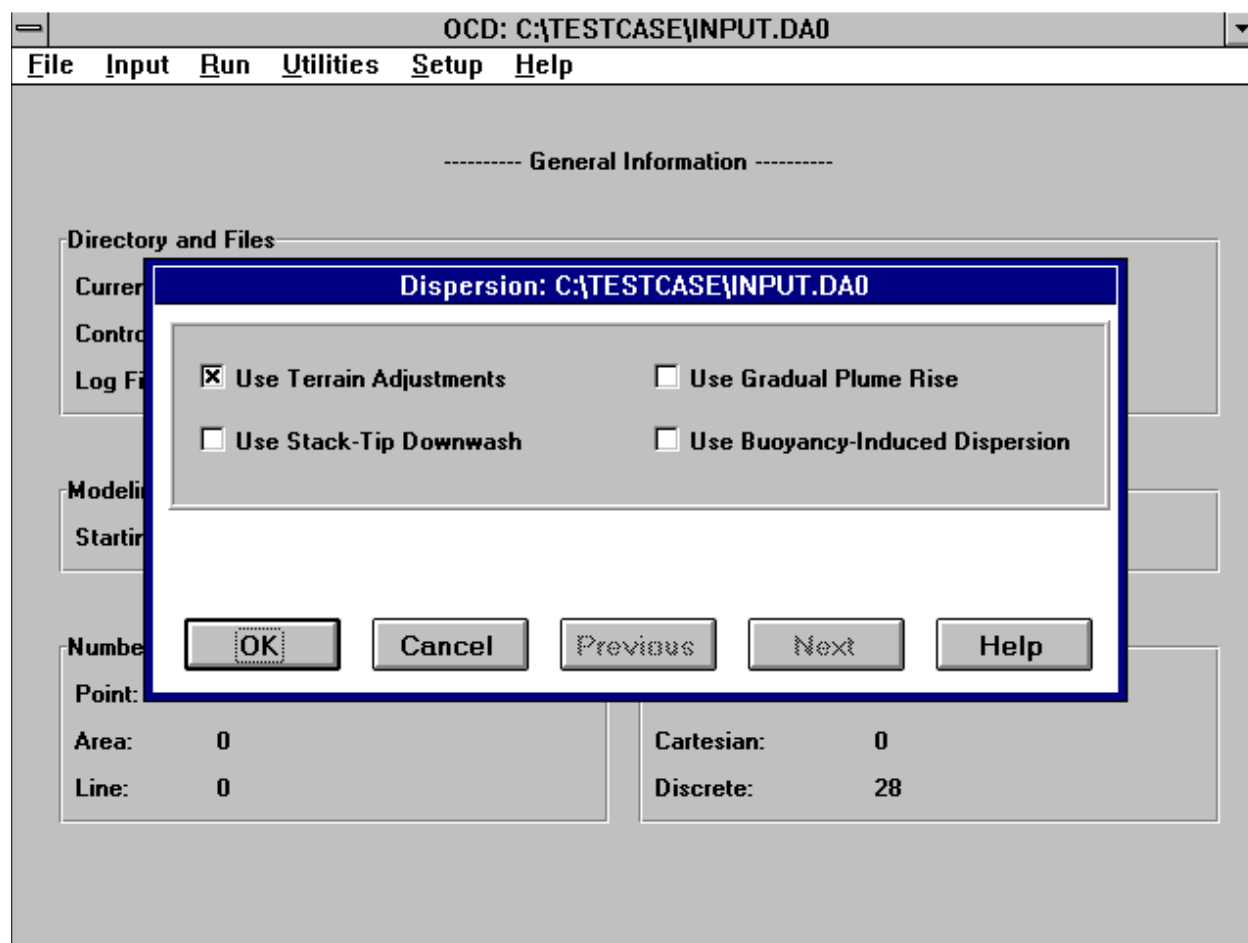 OCD: C:\TESTCASE\INPUT.DA0
File Input Run Utilities Setup Help
---------- General Information ----------
Directory and Files
Dispersion: C:\TESTCASE\INPUT.DA0
Use Terrain Adjustments Use Gradual Plume Rise
Log
Use Stack-Tip Downwash Use Buoyancy-Induced Dispersion
OK Cancel Previous Next Help
Point:
Area: 0 Cartesian: 0
Line: 0 Discrete: 28